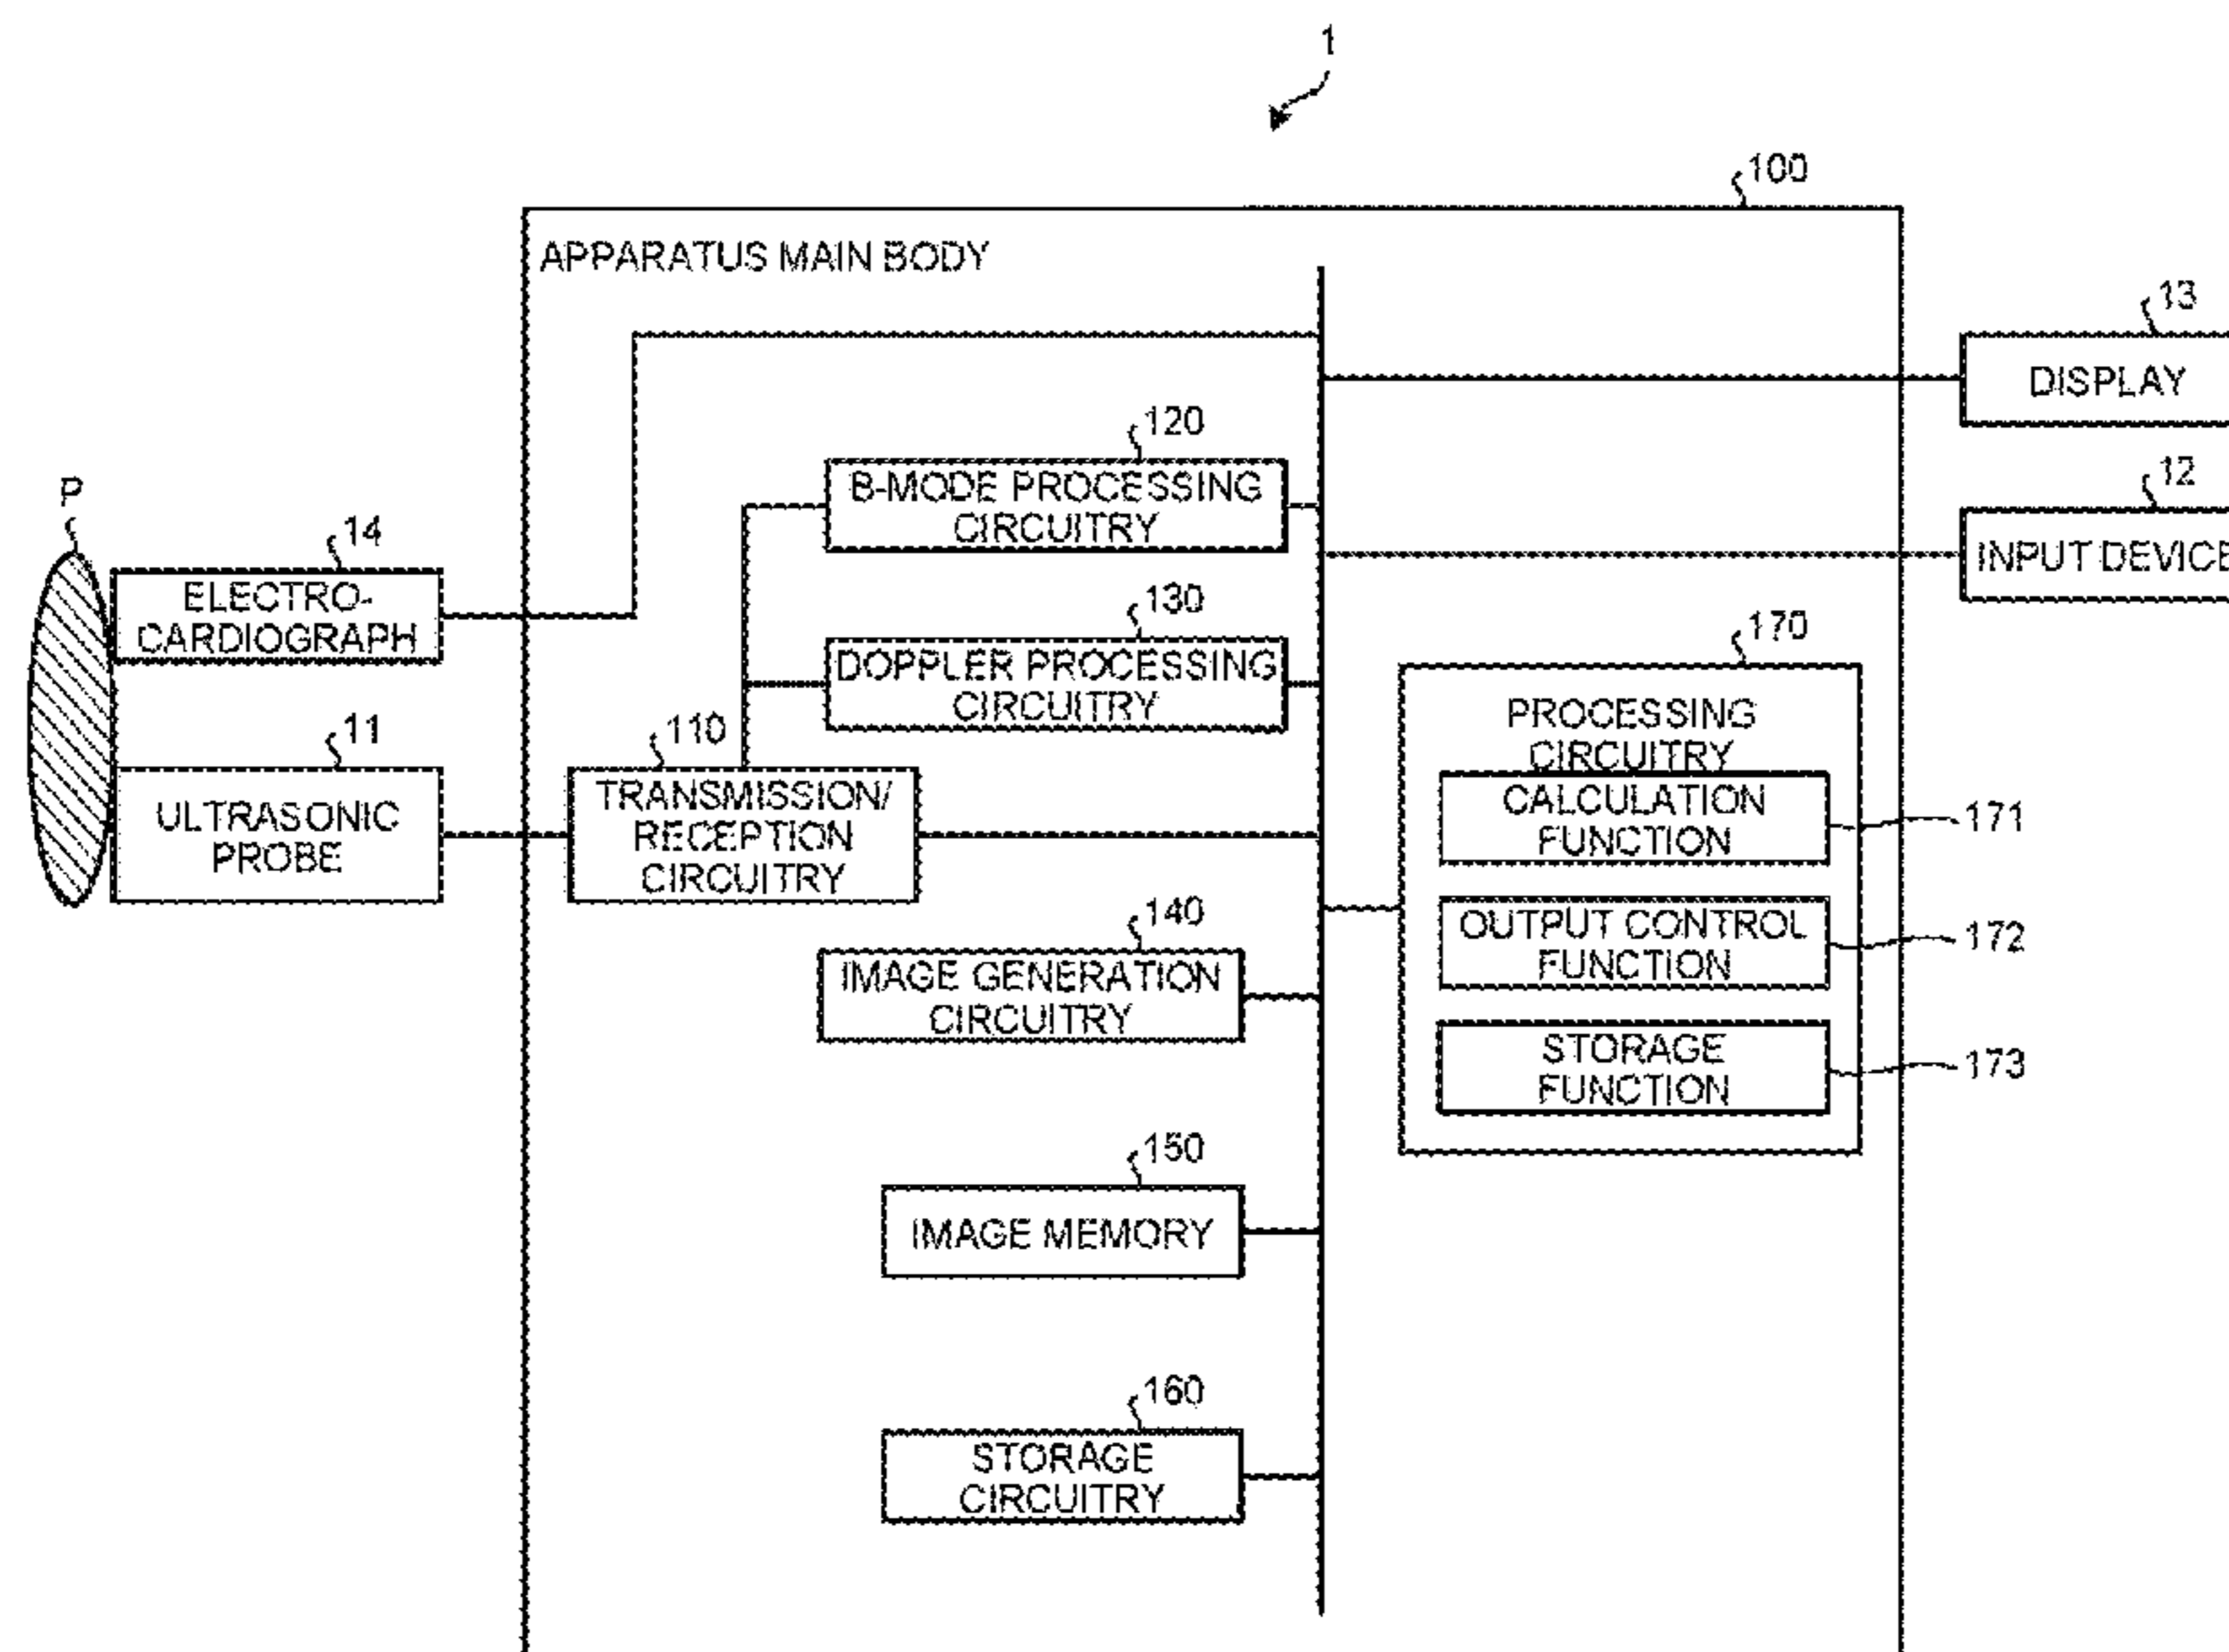 1
100
APPARATUS MAIN BODY
13
DISPLAY
120
B-MODE PROCESSING
CIRCUITRY
12
INPUT DEVICE
P
14
ELECTRO-
CARDIOGRAPH
130
DOPPLER PROCESSING
CIRCUITRY
170
PROCESSING
CIRCUITRY
11
ULTRASONIC
PROBE
110
TRANSMISSION/
RECEPTION
CIRCUITRY
CALCULATION
FUNCTION
171
140
IMAGE GENERATION
CIRCUITRY
OUTPUT CONTROL
FUNCTION
172
STORAGE
FUNCTION
173
150
IMAGE MEMORY
160
STORAGE
CIRCUITRY